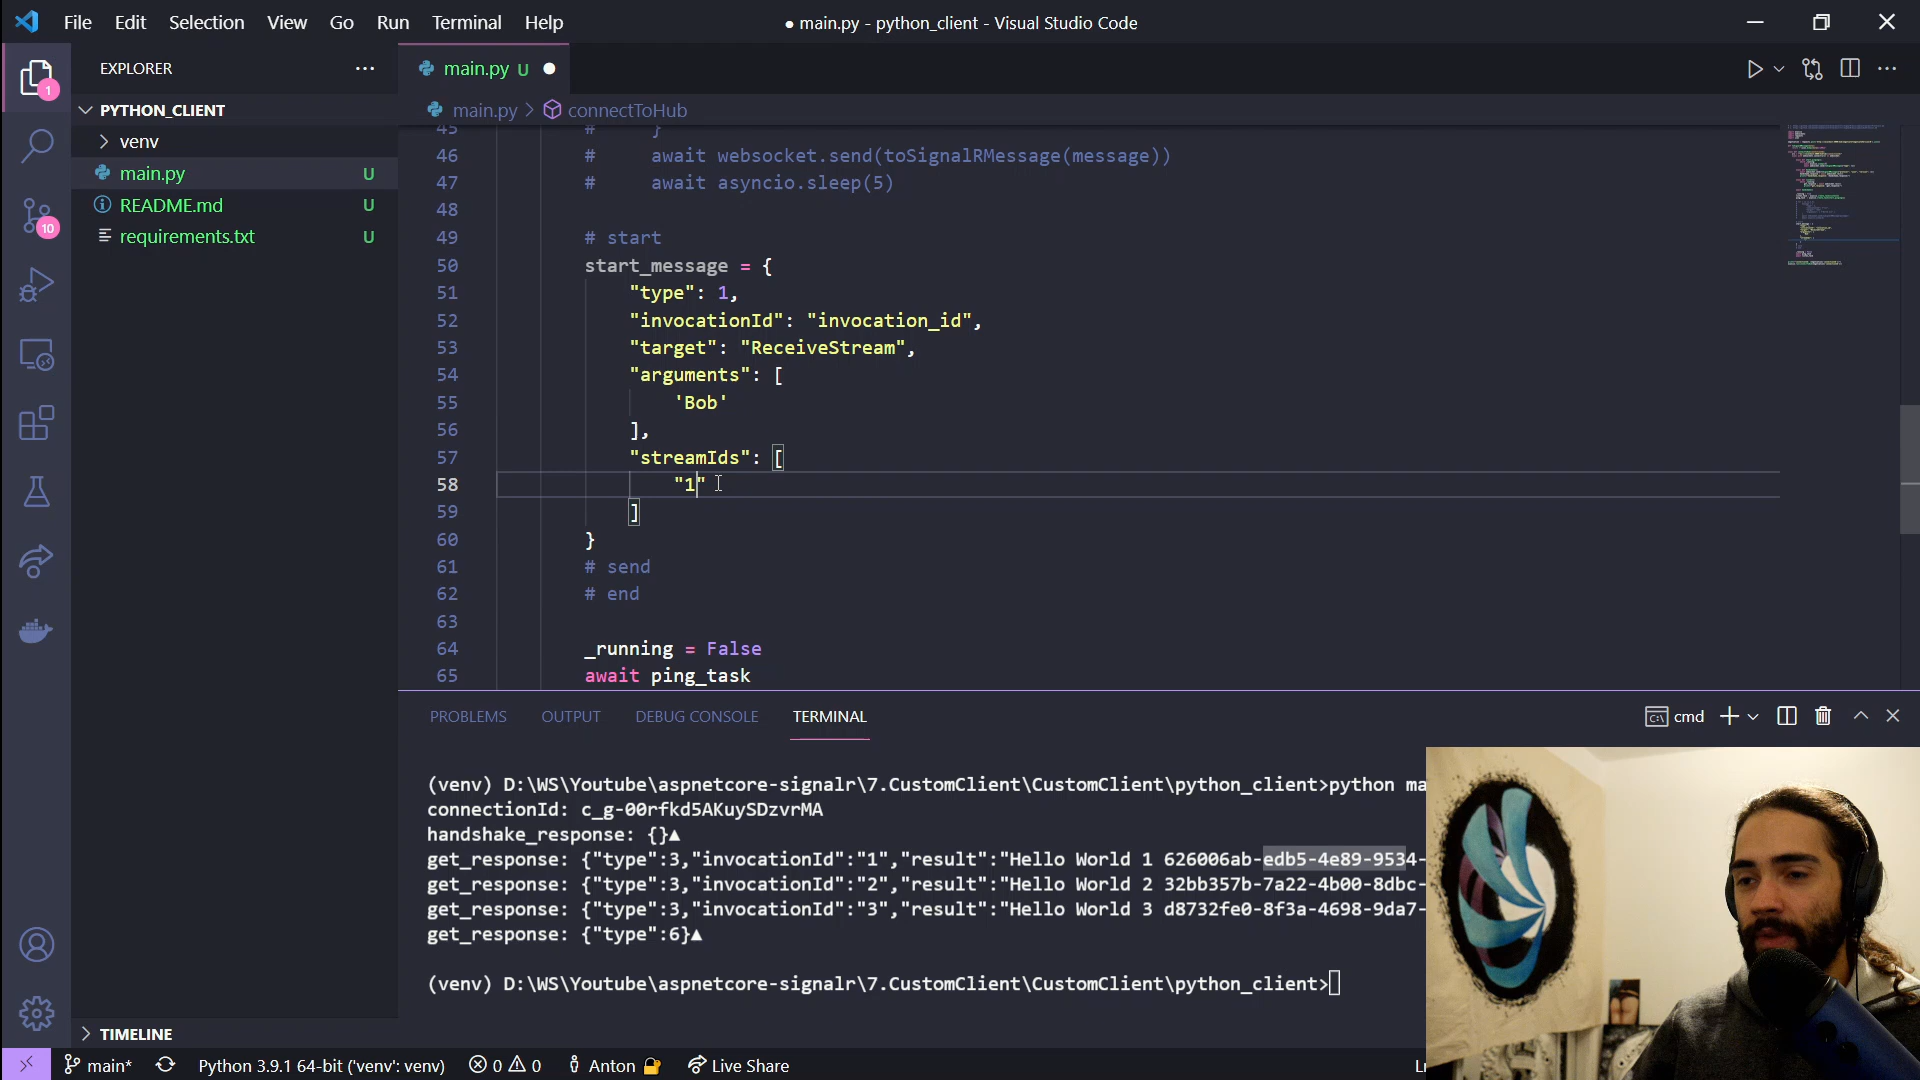 File Edit Selection View Go Run Terminal Help
● main.py - python_client - Visual Studio Code
EXPLORER
PYTHON_CLIENT
venv
main.py U
README.md U
requirements.txt U
TIMELINE
1
10
main.py U
main.py > connectToHub
45 # }
46 # await websocket.send(toSignalRMessage(message))
47 # await asyncio.sleep(5)
48
49 # start
50 start_message = {
51 "type": 1,
52 "invocationId": "invocation_id",
53 "target": "ReceiveStream",
54 "arguments": [
55 'Bob'
56 ],
57 "streamIds": [
58 "1"
59 ]
60 }
61 # send
62 # end
63
64 _running = False
65 await ping_task
PROBLEMS OUTPUT DEBUG CONSOLE TERMINAL
cmd
(venv) D:\WS\Youtube\aspnetcore-signalr\7.CustomClient\CustomClient\python_client>python ma
connectionId: c_g-00rfkd5AKuySDzvrMA
handshake_response: {}▲
get_response: {"type":3,"invocationId":"1","result":"Hello World 1 626006ab-edb5-4e89-9534-
get_response: {"type":3,"invocationId":"2","result":"Hello World 2 32bb357b-7a22-4b00-8dbc-
get_response: {"type":3,"invocationId":"3","result":"Hello World 3 d8732fe0-8f3a-4698-9da7-
get_response: {"type":6}▲
(venv) D:\WS\Youtube\aspnetcore-signalr\7.CustomClient\CustomClient\python_client>
main* Python 3.9.1 64-bit ('venv': venv) 0 0 Anton Live Share